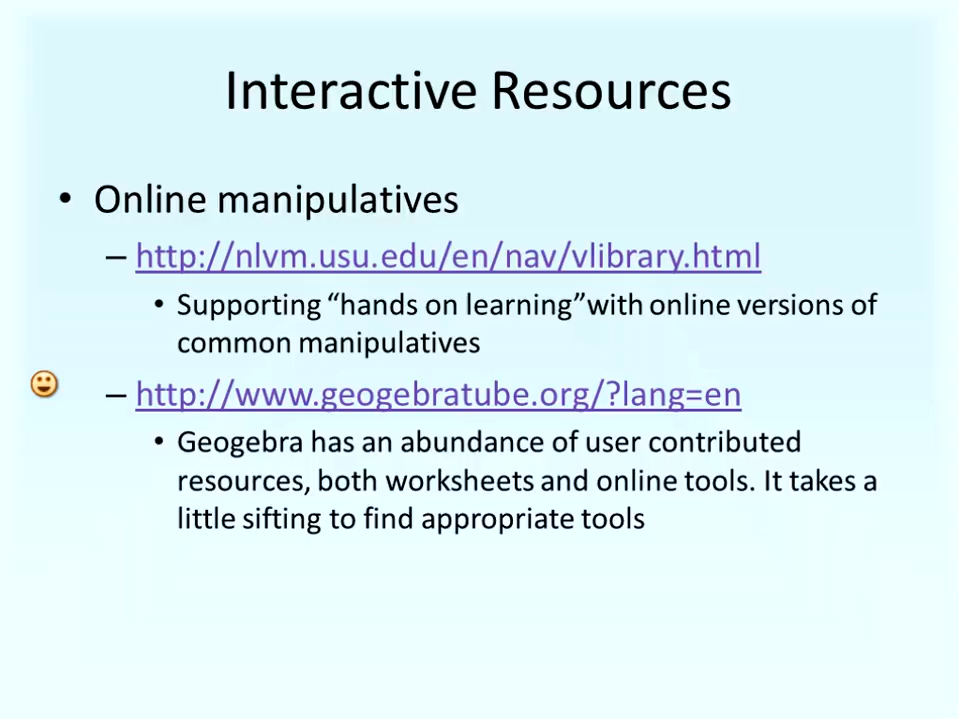 Interactive Resources
• Online manipulatives
– http://nlvm.usu.edu/en/nav/vlibrary.html
• Supporting “hands on learning”with online versions of
common manipulatives
– http://www.geogebratube.org/?lang=en
• Geogebra has an abundance of user contributed
resources, both worksheets and online tools. It takes a
little sifting to find appropriate tools